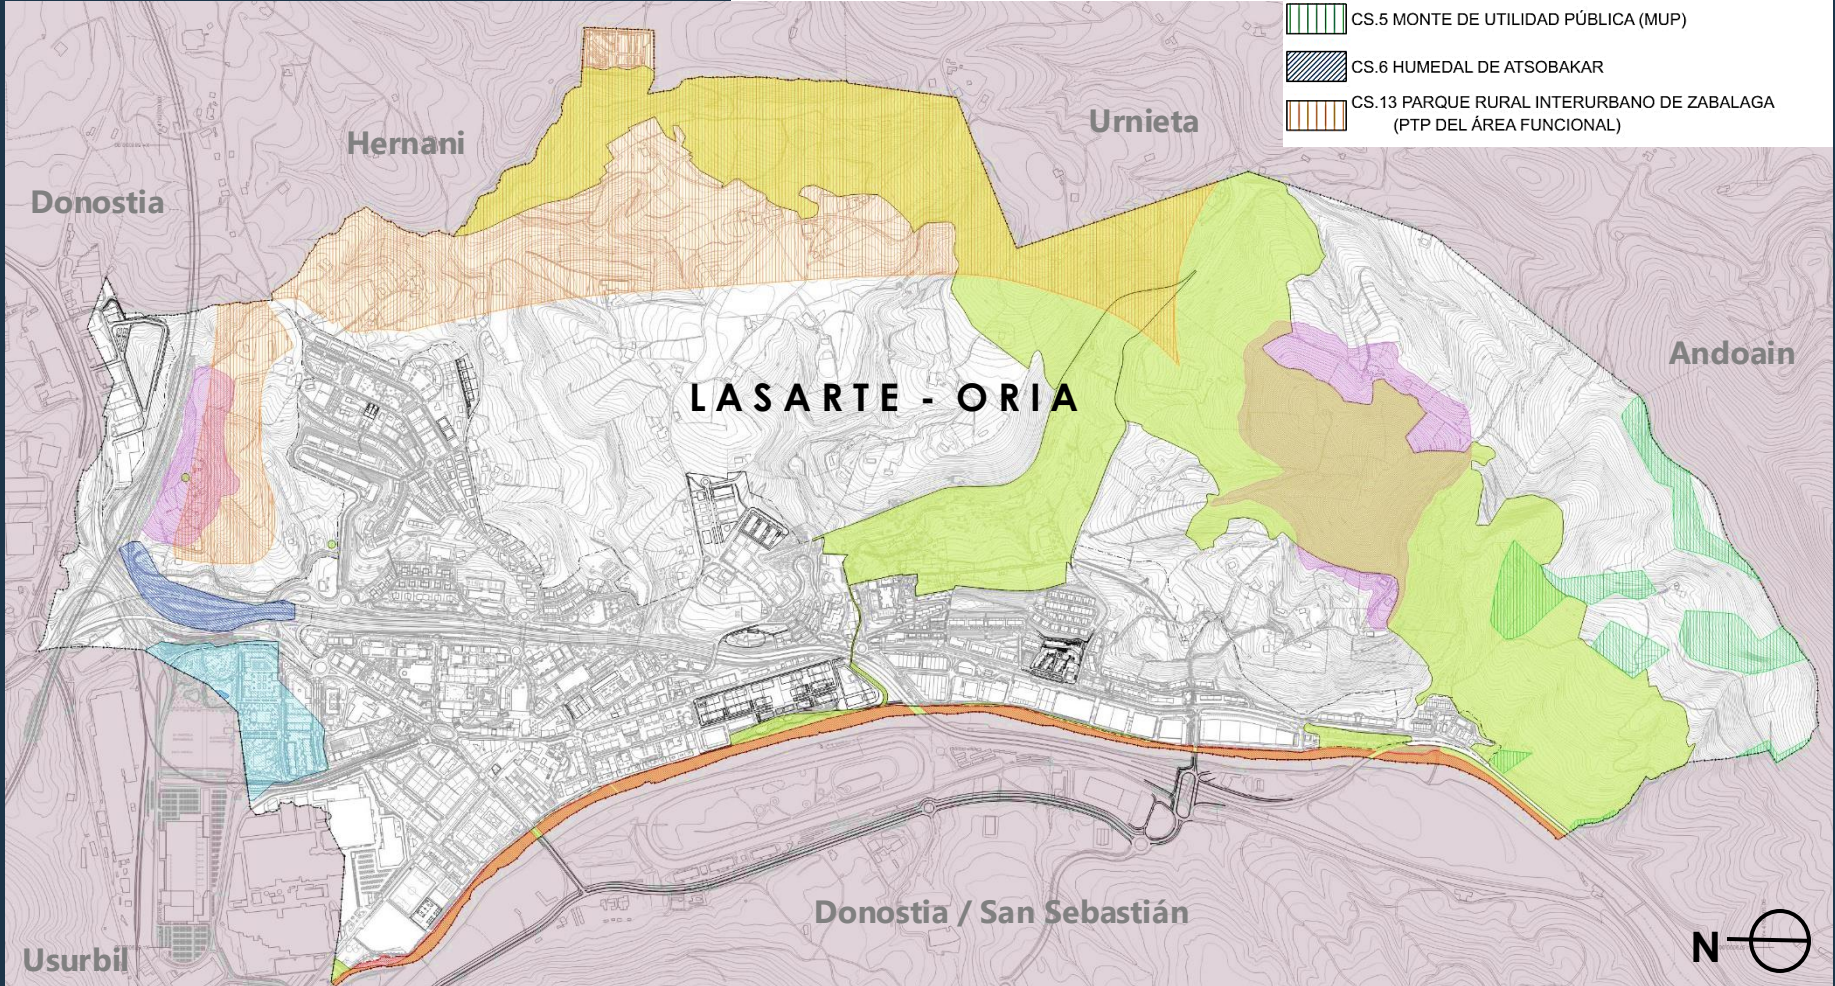 CS.5 MONTE DE UTILIDAD PÚBLICA (MUP)
CS.6 HUMEDAL DE ATSOBAKAR
CS.13 PARQUE RURAL INTERURBANO DE ZABALAGA
(PTP DEL ÁREA FUNCIONAL)
Urnieta
Hernani
Donostia
Andoain
LASARTE - ORIA
Donostia / San Sebastián
Usurbil
N